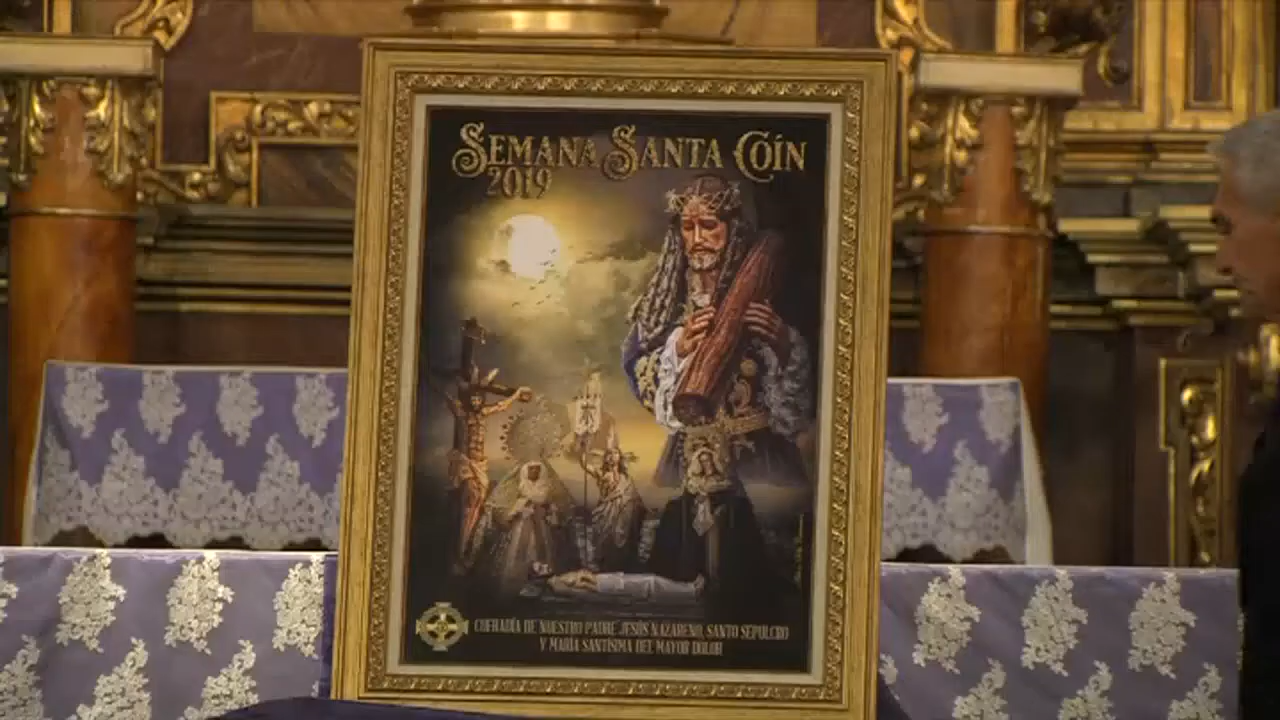 SEMANA SANTA COÍN
2019
COFRADÍA DE NUESTRO PADRE JESÚS NAZARENO, SANTO SEPULCRO
Y MARÍA SANTÍSIMA DEL MAYOR DOLOR